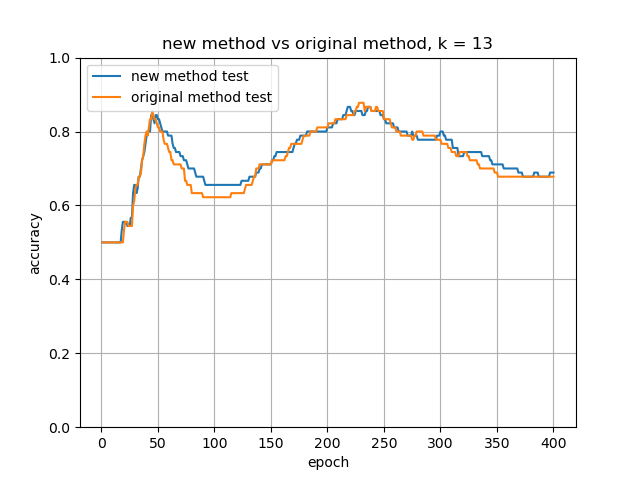 new method vs original method, k = 13
new method test
original method test
1.0
0.8
0.6
0.4
0.2
0.0
accuracy
0 50 100 150 200 250 300 350 400
epoch